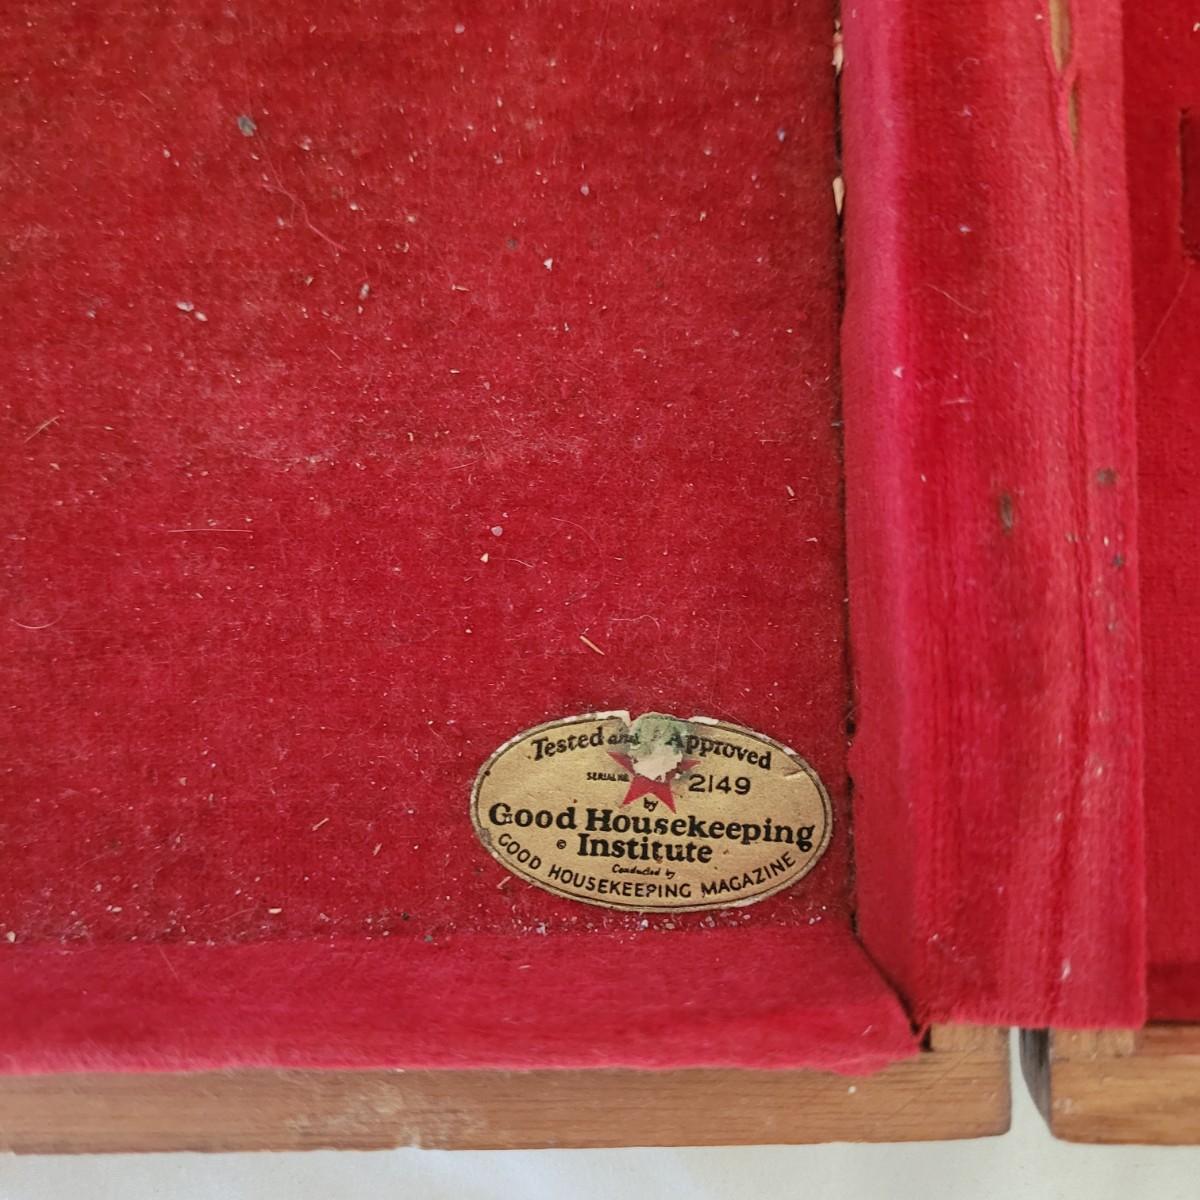 Tested and Approved
SERIAL NO. 2149
by
Good Housekeeping
© Institute
Conducted by
GOOD HOUSEKEEPING MAGAZINE